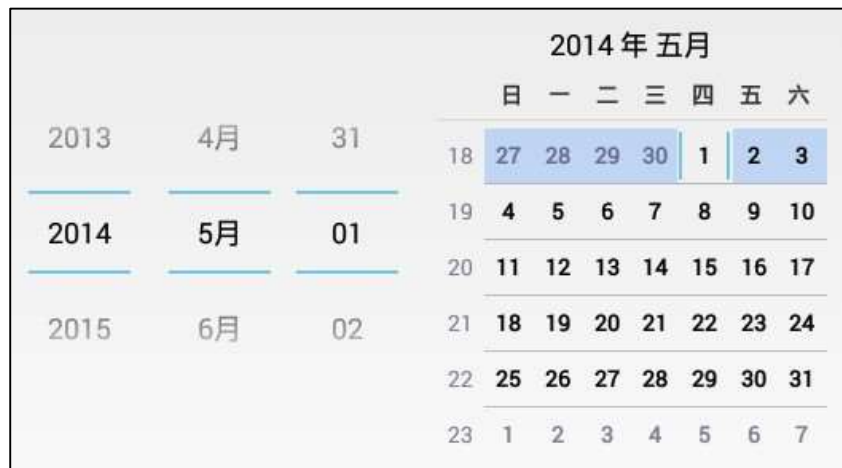 2013 4月 31
2014 5月 01
2015 6月 02
2014 年 五月
日 一 二 三 四 五 六
18 27 28 29 30 1 2 3
19 4 5 6 7 8 9 10
20 11 12 13 14 15 16 17
21 18 19 20 21 22 23 24
22 25 26 27 28 29 30 31
23 1 2 3 4 5 6 7